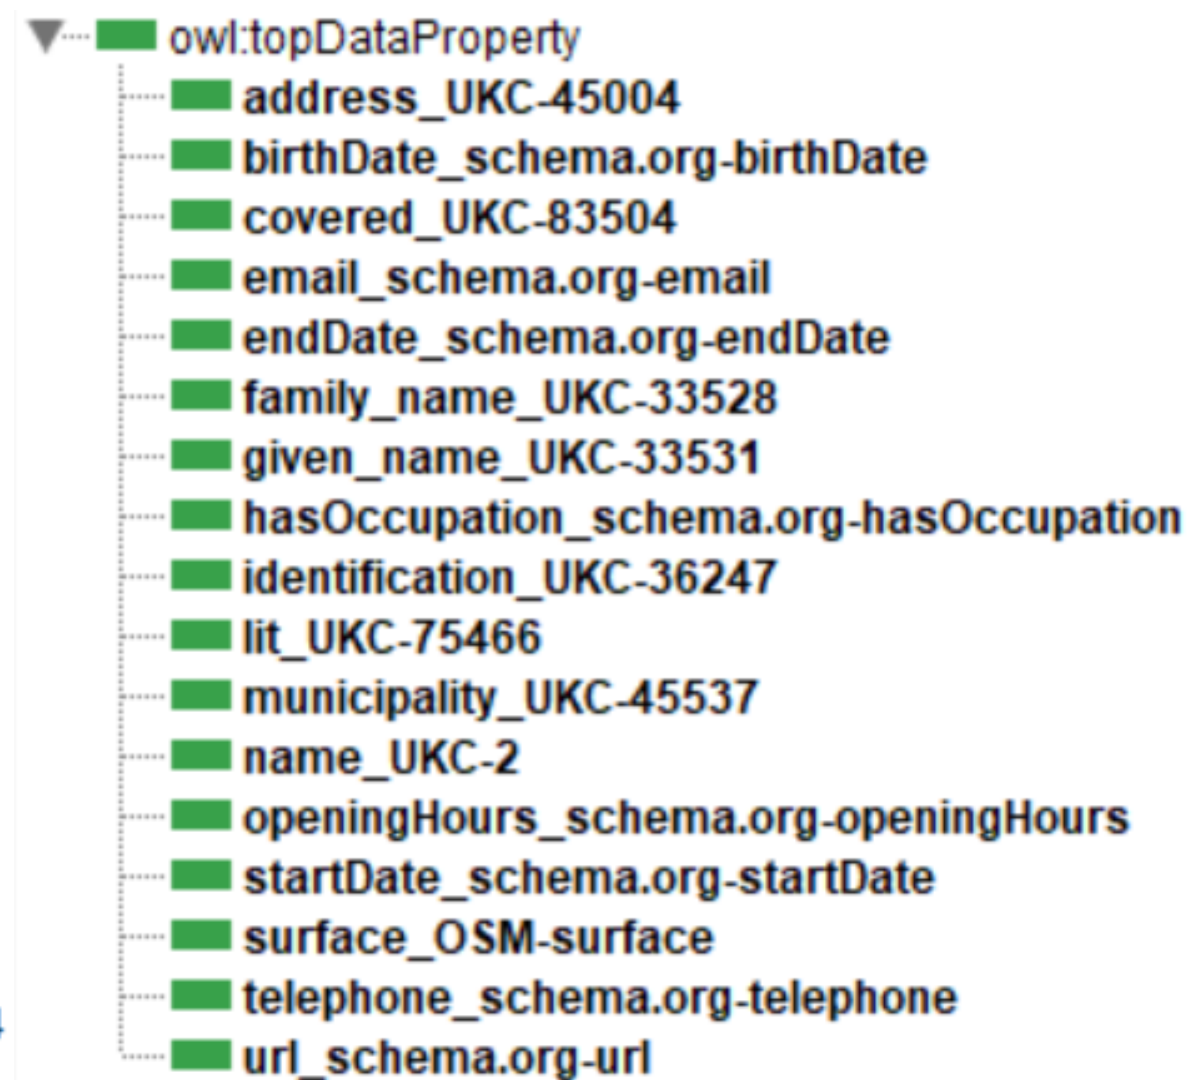 owl:topDataProperty
address_UKC-45004
birthDate_schema.org-birthDate
covered_UKC-83504
email_schema.org-email
endDate_schema.org-endDate
family_name_UKC-33528
given_name_UKC-33531
hasOccupation_schema.org-hasOccupation
identification_UKC-36247
lit_UKC-75466
municipality_UKC-45537
name_UKC-2
openingHours_schema.org-openingHours
startDate_schema.org-startDate
surface_OSM-surface
telephone_schema.org-telephone
url_schema.org-url